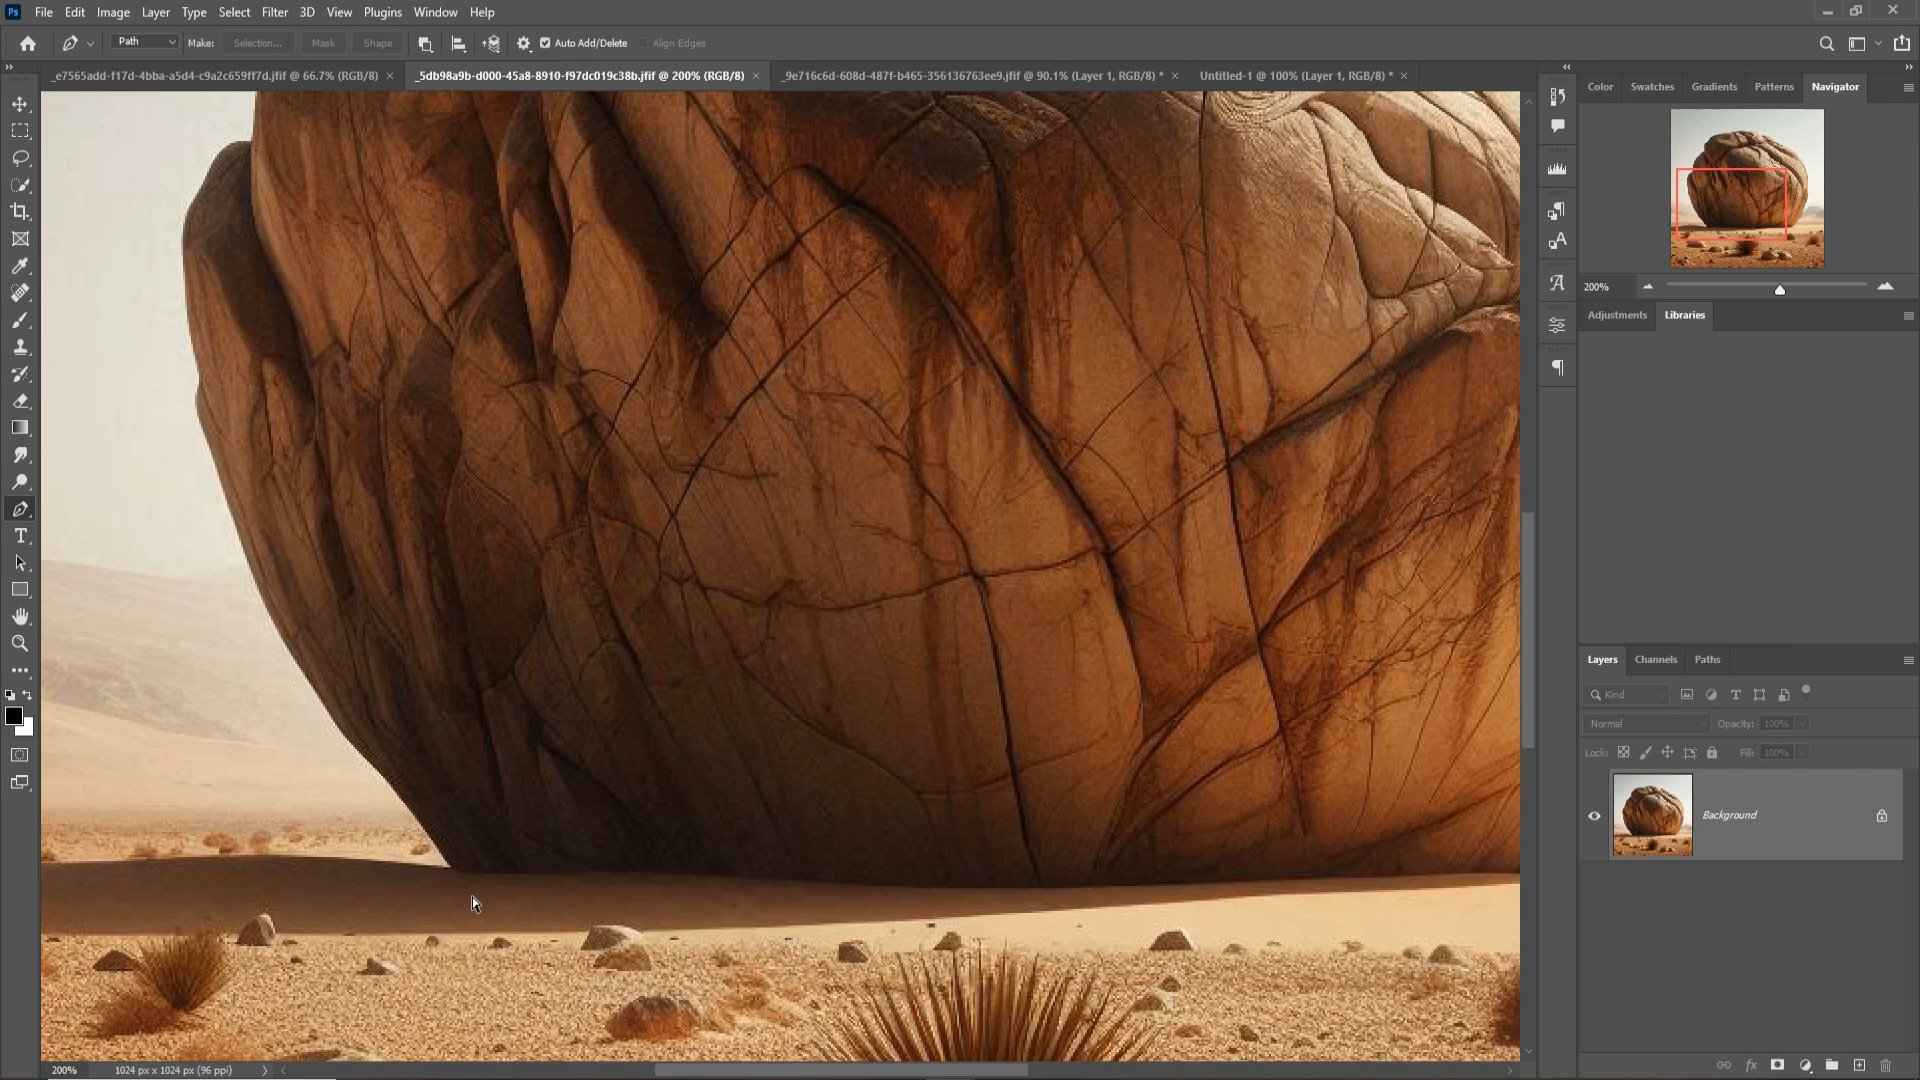 Ps File Edit Image Layer Type Select Filter 3D View Plugins Window Help
Path Make: Selection... Mask Shape Auto Add/Delete Align Edges
_e7565add-f17d-4bba-a5d4-c9a2c659ff7d.jfif @ 66.7% (RGB/8) × _5db98a9b-d000-45a8-8910-f97dc019c38b.jfif @ 200% (RGB/8) × _9e716c6d-608d-487f-b465-356136763ee9.jfif @ 90.1% (Layer 1, RGB/8) * × Untitled-1 @ 100% (Layer 1, RGB/8) * ×
Color Swatches Gradients Patterns Navigator
200%
Adjustments Libraries
Layers Channels Paths
Kind
Normal Opacity: 100%
Lock: Fill: 100%
Background
200% 1024 px x 1024 px (96 ppi)